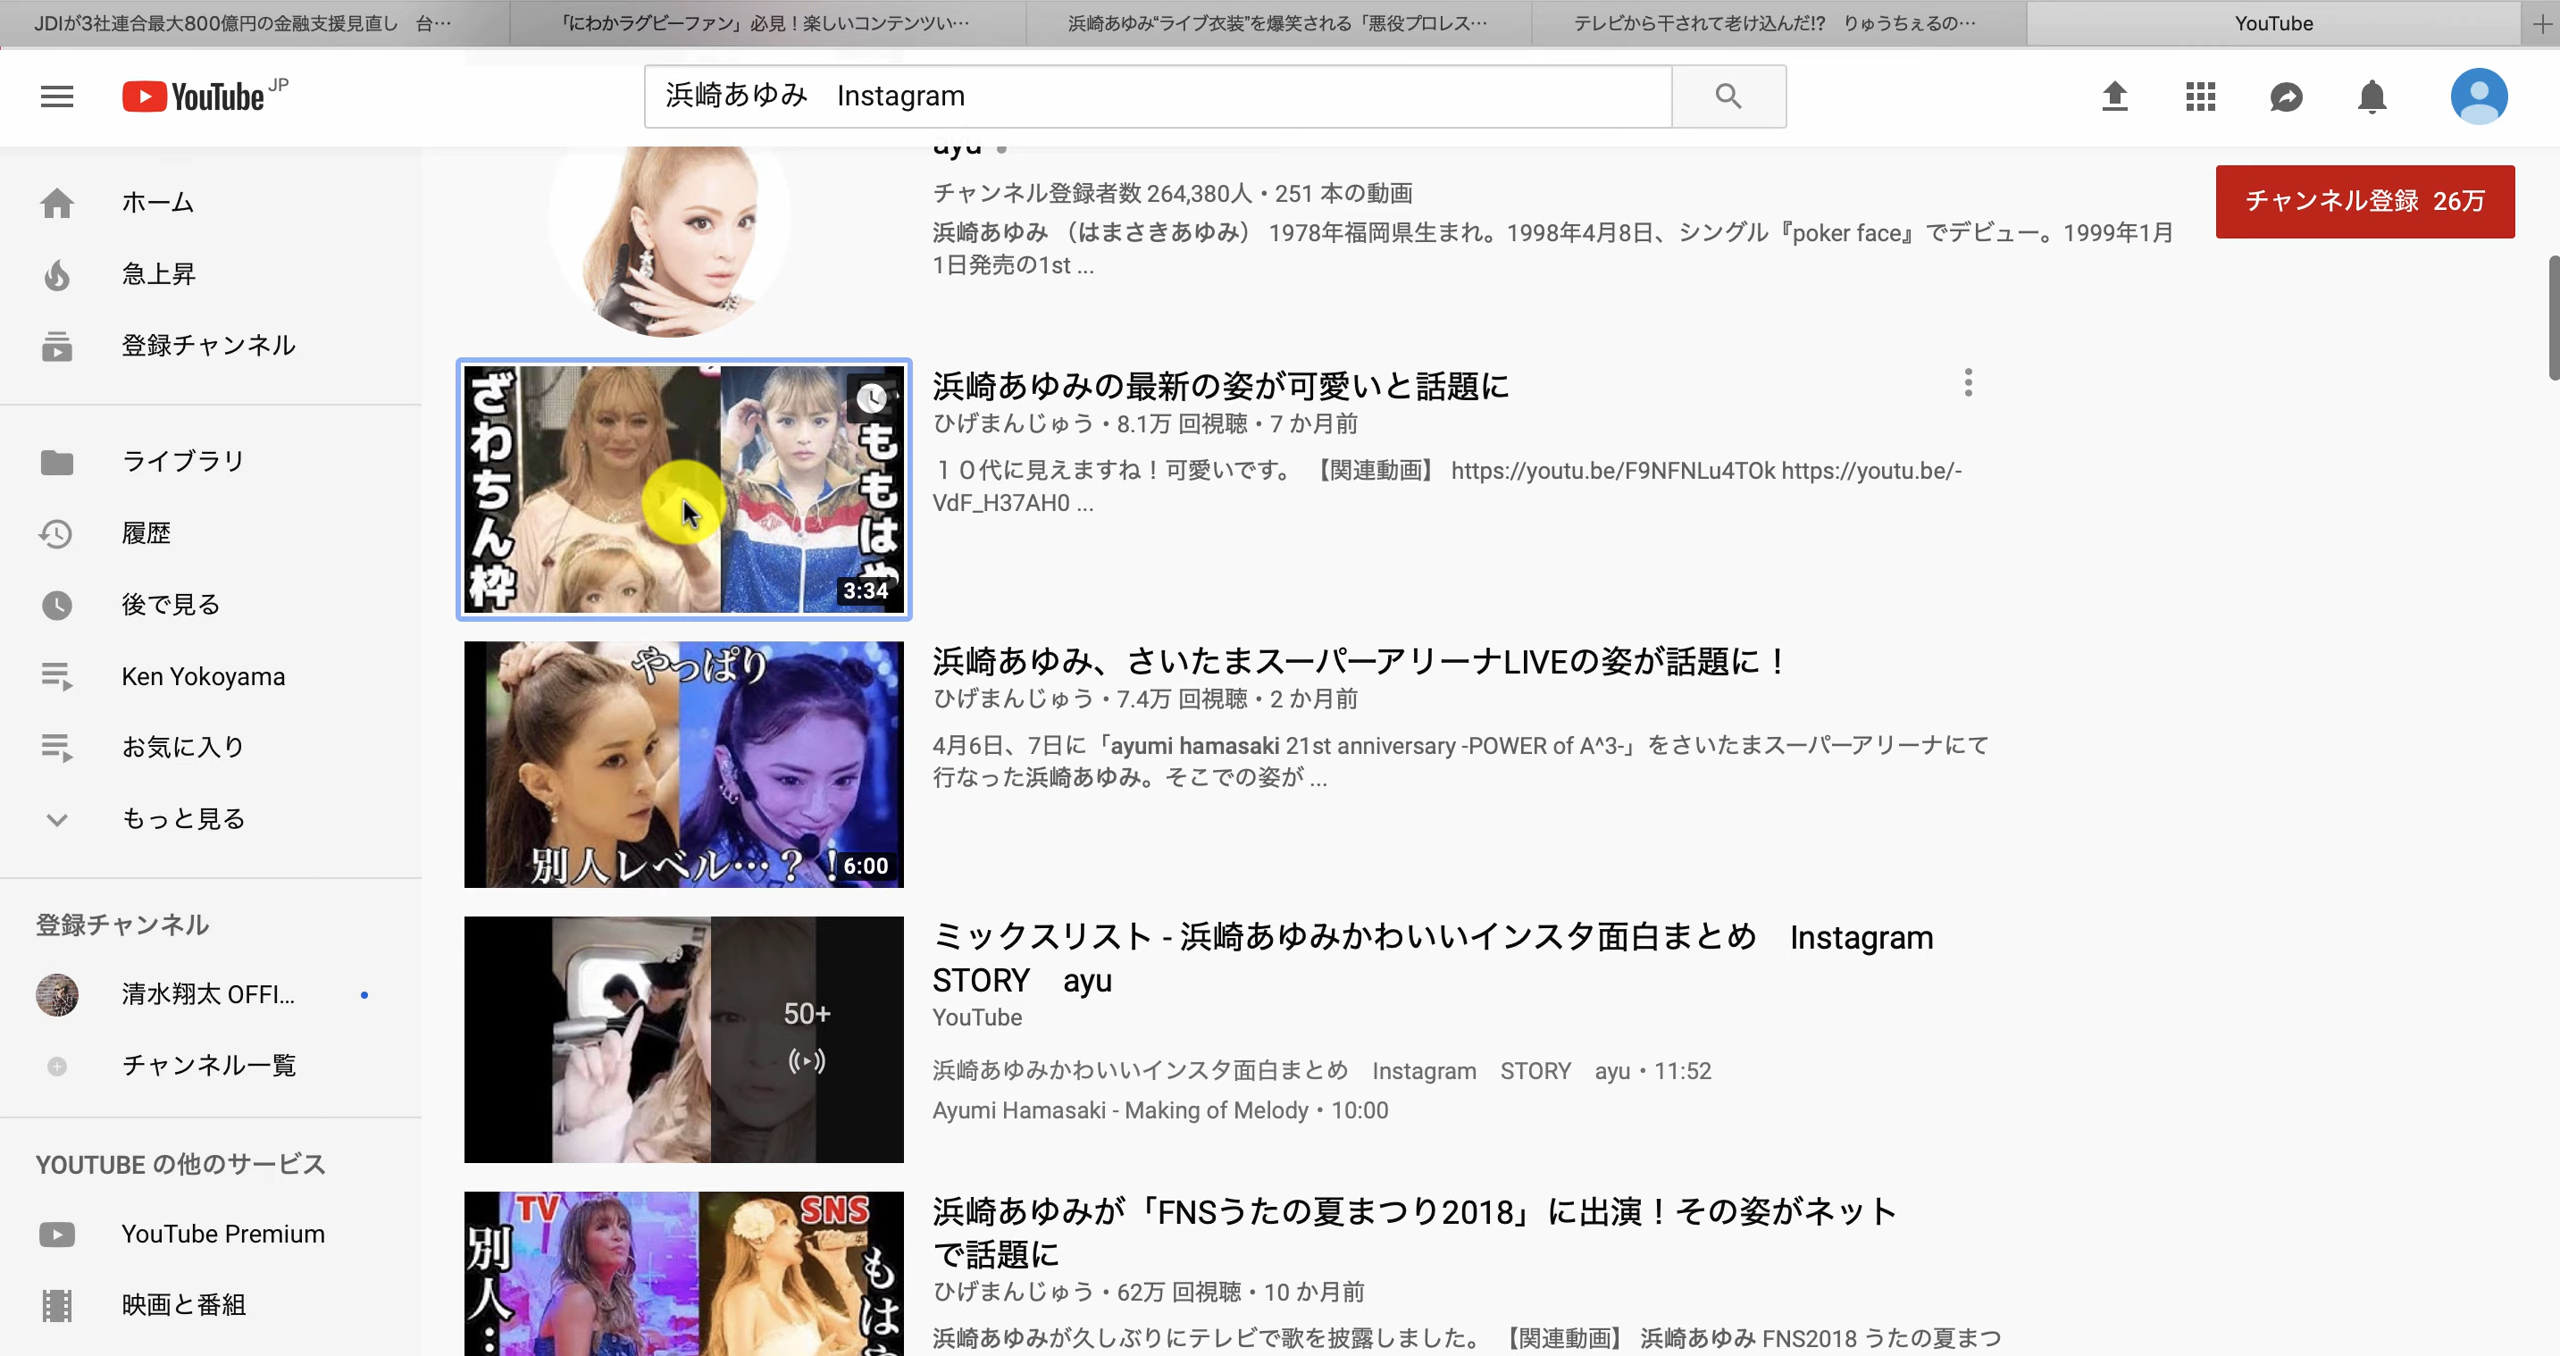 JDIが3社連合最大800億円の金融支援見直し　台…
「にわかラグビーファン」必見！楽しいコンテンツい…
浜崎あゆみ“ライブ衣装”を爆笑される「悪役プロレス…
テレビから干されて老け込んだ!?　りゅうちぇるの…
YouTube
YouTube JP
浜崎あゆみ　Instagram
ayu
チャンネル登録者数 264,380人・251 本の動画
浜崎あゆみ （はまさきあゆみ） 1978年福岡県生まれ。1998年4月8日、シングル『poker face』でデビュー。1999年1月
1日発売の1st ...
チャンネル登録 26万
ホーム
急上昇
登録チャンネル
ライブラリ
履歴
後で見る
Ken Yokoyama
お気に入り
もっと見る
登録チャンネル
清水翔太 OFFI...
チャンネル一覧
YOUTUBE の他のサービス
YouTube Premium
映画と番組
ざわちん枠
ももはや
3:34
浜崎あゆみの最新の姿が可愛いと話題に
ひげまんじゅう・8.1万 回視聴・7 か月前
１０代に見えますね！可愛いです。 【関連動画】 https://youtu.be/F9NFNLu4TOk https://youtu.be/-
VdF_H37AH0 ...
やっぱり
別人レベル…？！
6:00
浜崎あゆみ、さいたまスーパーアリーナLIVEの姿が話題に！
ひげまんじゅう・7.4万 回視聴・2 か月前
4月6日、7日に「ayumi hamasaki 21st anniversary -POWER of A^3-」をさいたまスーパーアリーナにて
行なった浜崎あゆみ。そこでの姿が ...
50+
ミックスリスト - 浜崎あゆみかわいいインスタ面白まとめ　Instagram
STORY　ayu
YouTube
浜崎あゆみかわいいインスタ面白まとめ　Instagram　STORY　ayu・11:52
Ayumi Hamasaki - Making of Melody・10:00
TV
SNS
別人…
もは
浜崎あゆみが「FNSうたの夏まつり2018」に出演！その姿がネット
で話題に
ひげまんじゅう・62万 回視聴・10 か月前
浜崎あゆみが久しぶりにテレビで歌を披露しました。 【関連動画】 浜崎あゆみ FNS2018 うたの夏まつ